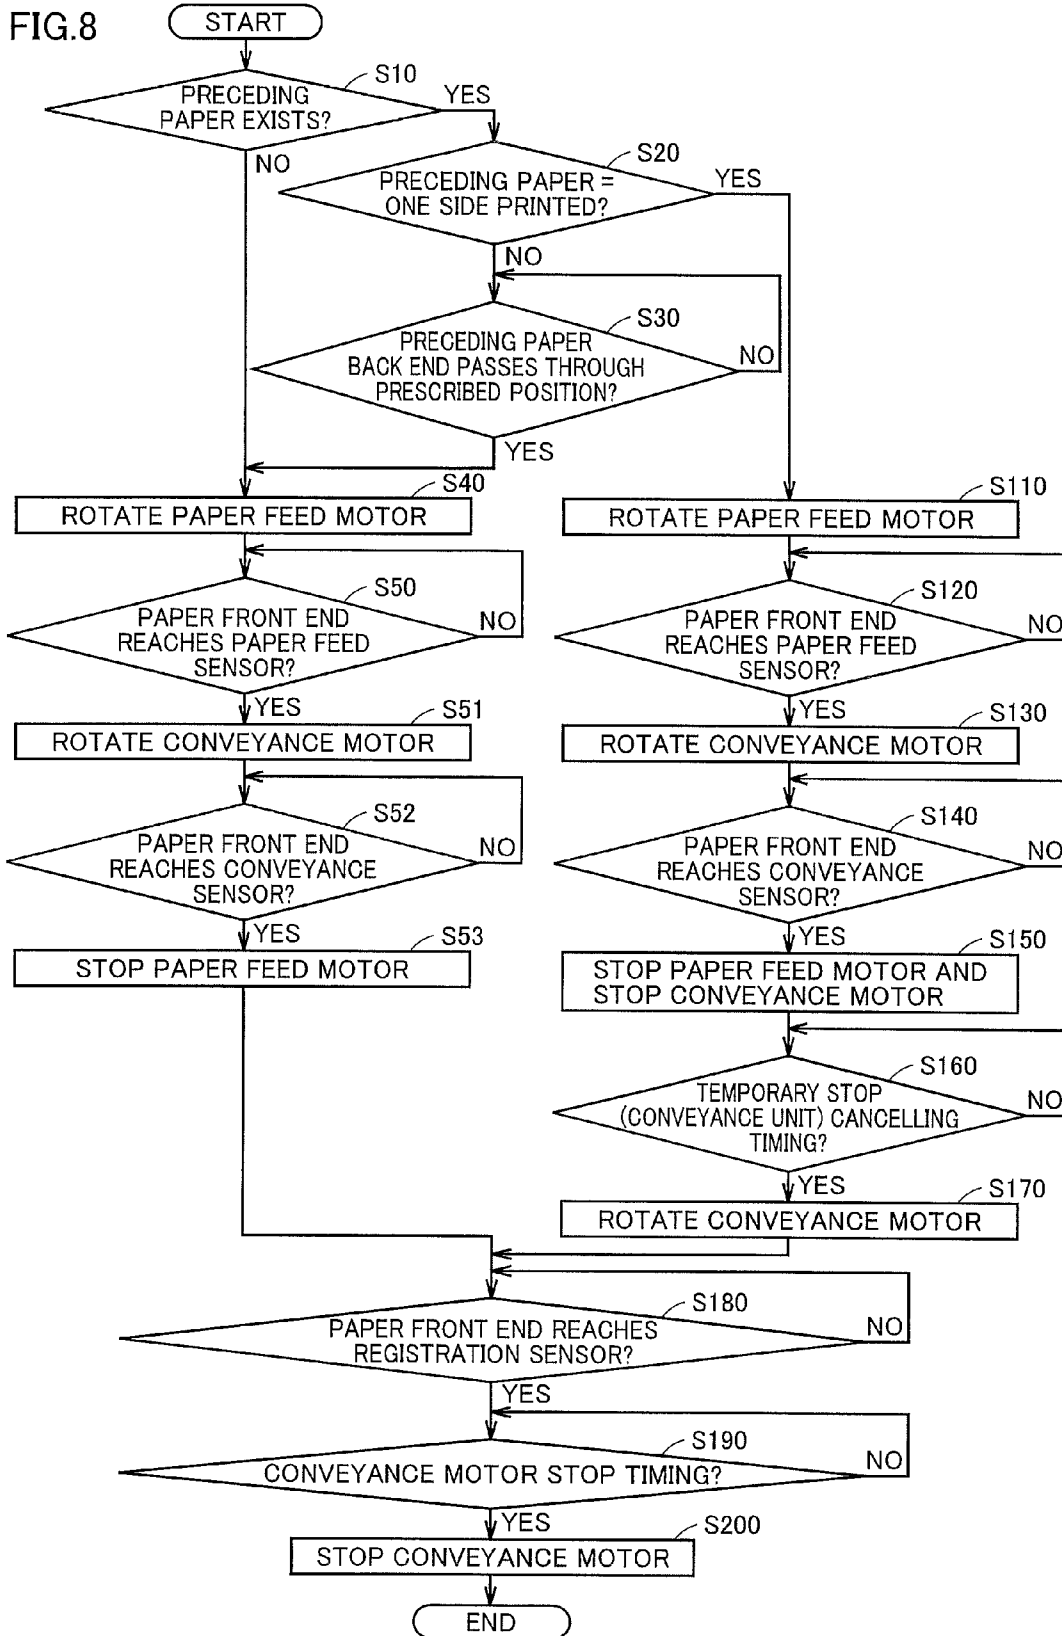 FIG.8
START
S10
PRECEDING
PAPER EXISTS?
YES
NO
S20
PRECEDING PAPER =
ONE SIDE PRINTED?
YES
NO
S30
PRECEDING PAPER
BACK END PASSES THROUGH
PRESCRIBED POSITION?
NO
YES
S40
ROTATE PAPER FEED MOTOR
S50
PAPER FRONT END
REACHES PAPER FEED
SENSOR?
NO
YES
S51
ROTATE CONVEYANCE MOTOR
S52
PAPER FRONT END
REACHES CONVEYANCE
SENSOR?
NO
YES
S53
STOP PAPER FEED MOTOR
S110
ROTATE PAPER FEED MOTOR
S120
PAPER FRONT END
REACHES PAPER FEED
SENSOR?
NO
YES
S130
ROTATE CONVEYANCE MOTOR
S140
PAPER FRONT END
REACHES CONVEYANCE
SENSOR?
NO
YES
S150
STOP PAPER FEED MOTOR AND
STOP CONVEYANCE MOTOR
S160
TEMPORARY STOP
(CONVEYANCE UNIT) CANCELLING
TIMING?
NO
YES
S170
ROTATE CONVEYANCE MOTOR
S180
PAPER FRONT END REACHES
REGISTRATION SENSOR?
NO
YES
S190
CONVEYANCE MOTOR STOP TIMING?
NO
YES
S200
STOP CONVEYANCE MOTOR
END